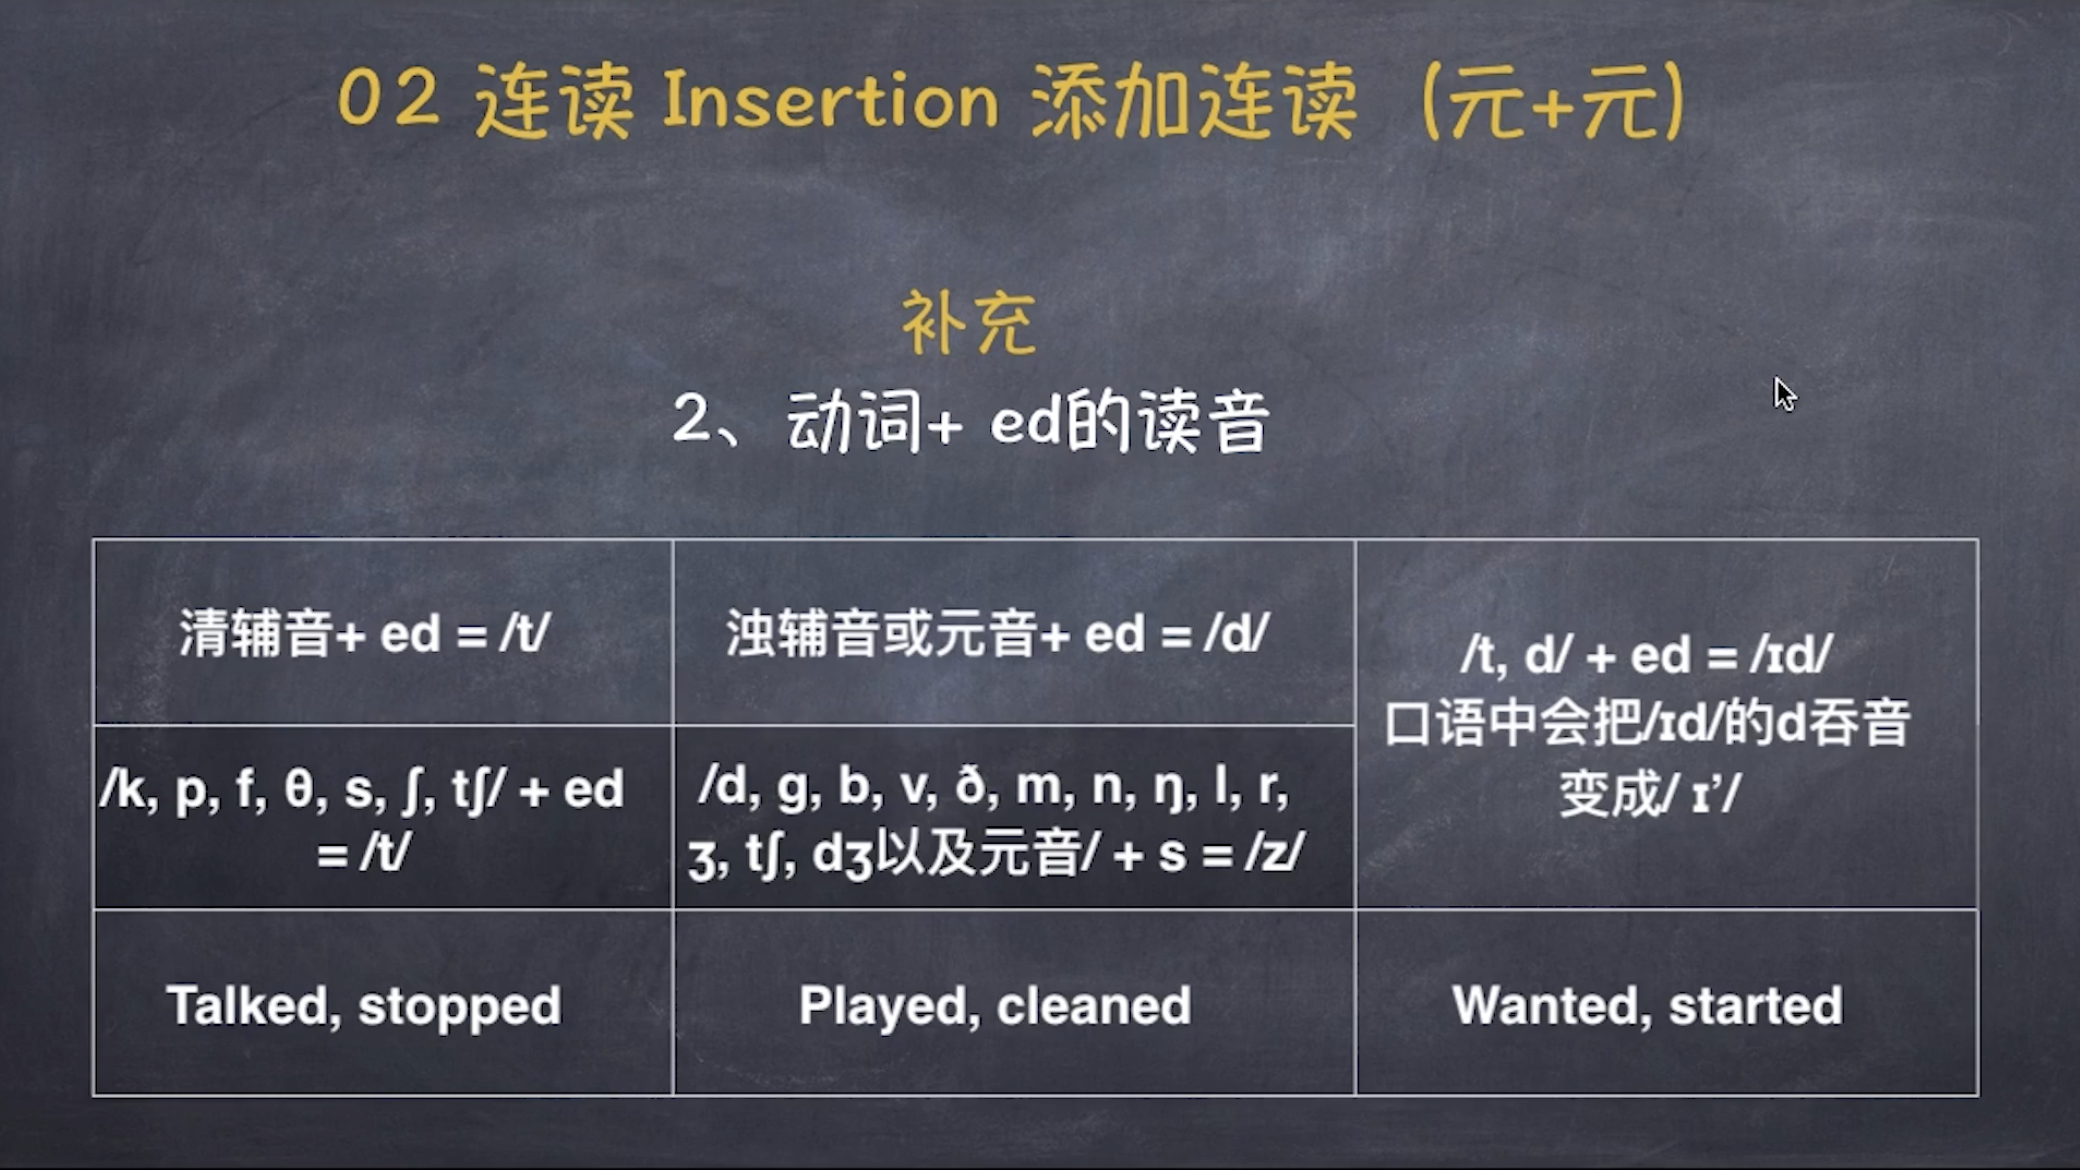 02 连读 Insertion 添加连读（元+元）
补充
2、动词+ ed的读音
清辅音+ ed = /t/
浊辅音或元音+ ed = /d/
/t, d/ + ed = /ɪd/
口语中会把/ɪd/的d吞音
变成/ ɪ’/
/k, p, f, θ, s, ʃ, tʃ/ + ed
= /t/
/d, g, b, v, ð, m, n, ŋ, l, r,
ʒ, tʃ, dʒ以及元音/ + s = /z/
Talked, stopped
Played, cleaned
Wanted, started